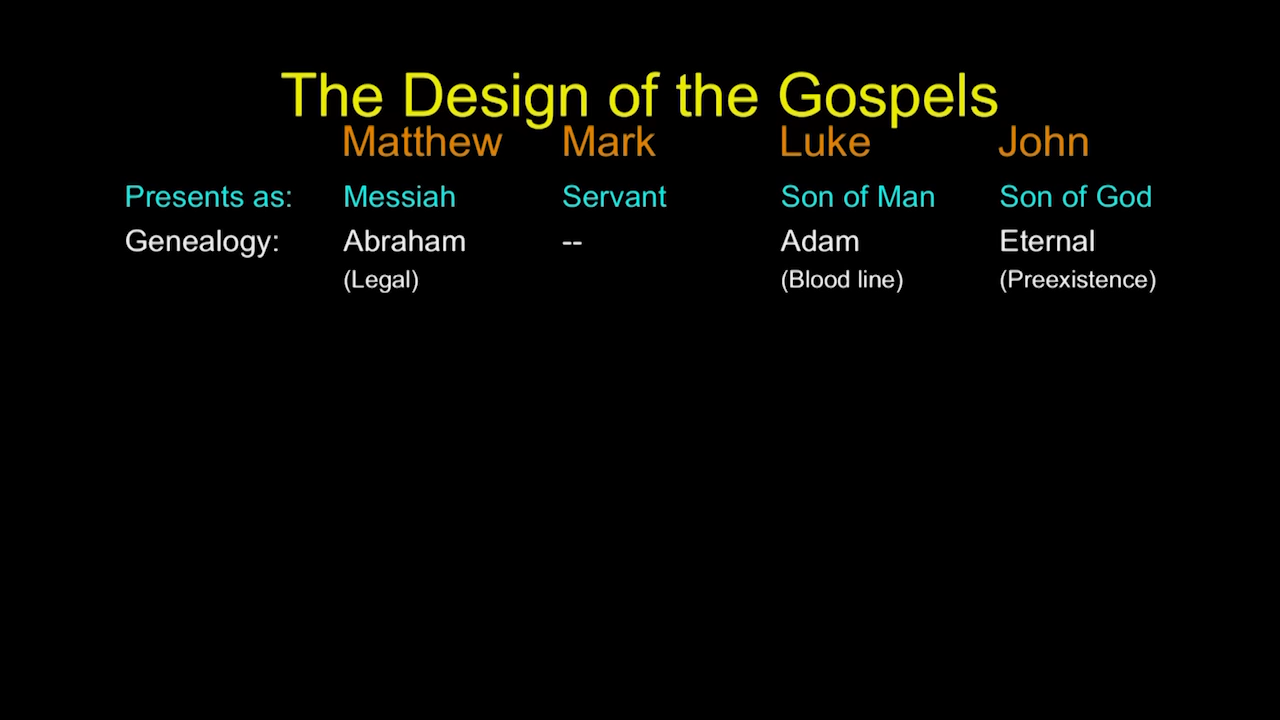 The Design of the Gospels
Matthew Mark Luke John
Presents as: Messiah Servant Son of Man Son of God
Genealogy: Abraham -- Adam Eternal
(Legal) (Blood line) (Preexistence)